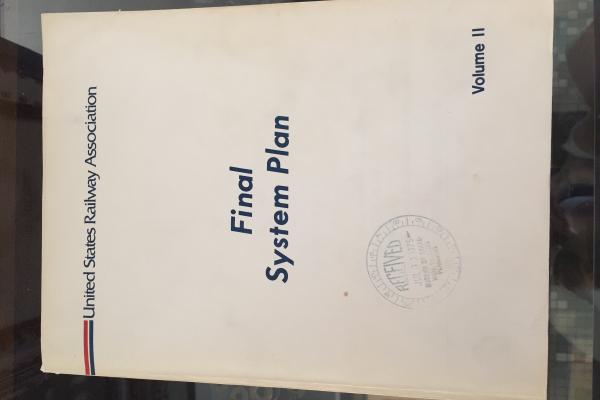 United States Railway Association
Final
System Plan
Volume II
RECEIVED